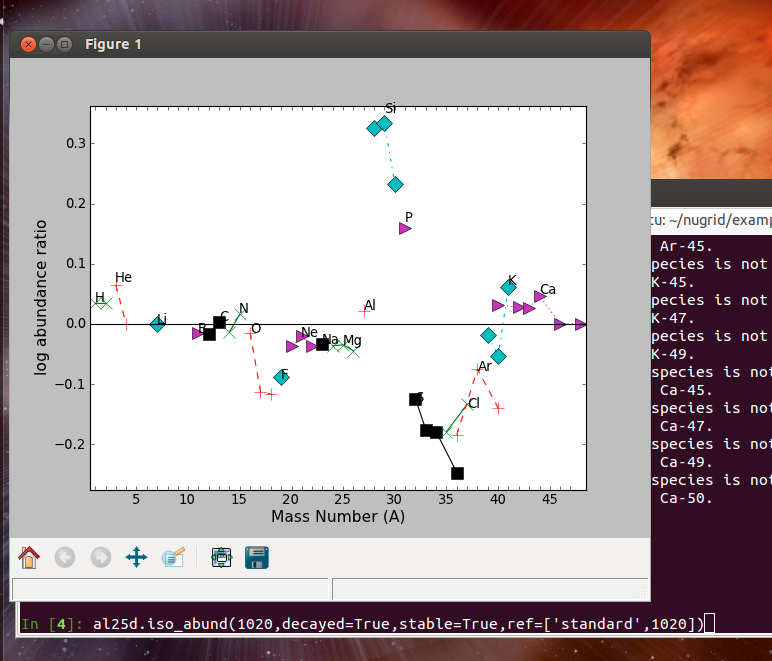 Figure 1
tu: ~/nugrid/examp
0.3
0.2
0.1
0.0
−0.1
−0.2
log abundance ratio
H
He
Li
B
C
N
O
F
Ne
Na
Mg
Al
Si
P
S
Cl
Ar
K
Ca
5
10
15
20
25
30
35
40
45
Mass Number (A)
Ar-45.
pecies is not
K-45.
pecies is not
K-47.
pecies is not
K-49.
species is not
Ca-45.
species is not
Ca-47.
species is not
Ca-49.
species is not
Ca-50.
In [4]: al25d.iso_abund(1020,decayed=True,stable=True,ref=['standard',1020])